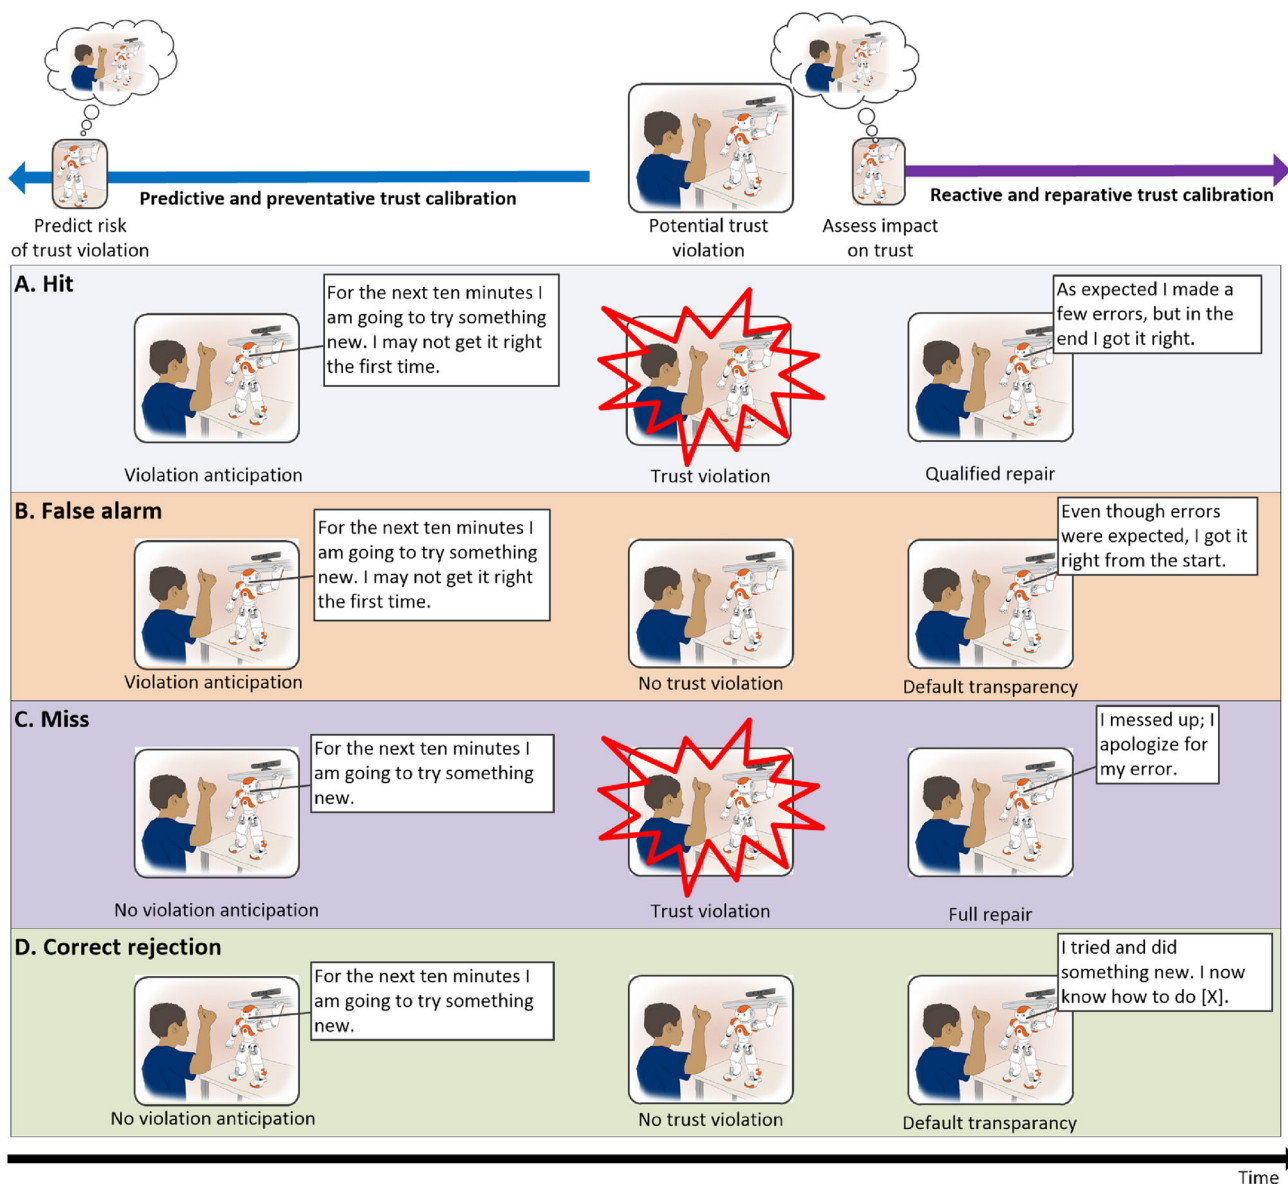 Predictive and preventative trust calibration
Reactive and reparative trust calibration
Predict risk
of trust violation
Potential trust
violation
Assess impact
on trust
A. Hit
For the next ten minutes I
am going to try something
new. I may not get it right
the first time.
As expected I made a
few errors, but in the
end I got it right.
Violation anticipation
Trust violation
Qualified repair
B. False alarm
For the next ten minutes I
am going to try something
new. I may not get it right
the first time.
Even though errors
were expected, I got it
right from the start.
Violation anticipation
No trust violation
Default transparency
C. Miss
For the next ten minutes I
am going to try something
new.
I messed up; I
apologize for
my error.
No violation anticipation
Trust violation
Full repair
D. Correct rejection
For the next ten minutes I
am going to try something
new.
I tried and did
something new. I now
know how to do [X].
No violation anticipation
No trust violation
Default transparancy
Time